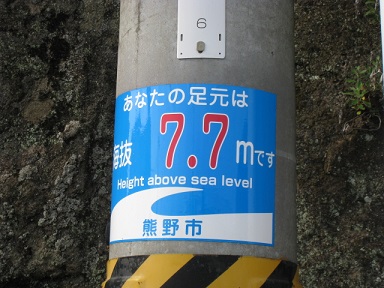 6
あなたの足元は
海抜 7.7mです
Height above sea level
熊野市